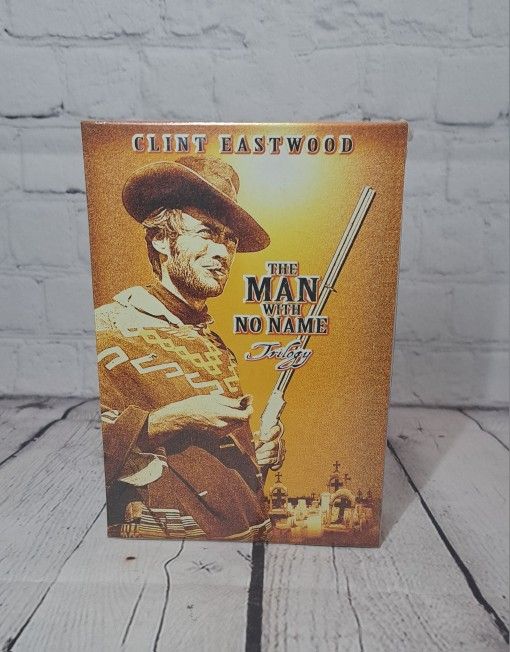 CLINT EASTWOOD
THE
MAN
WITH
NO NAME
Trilogy